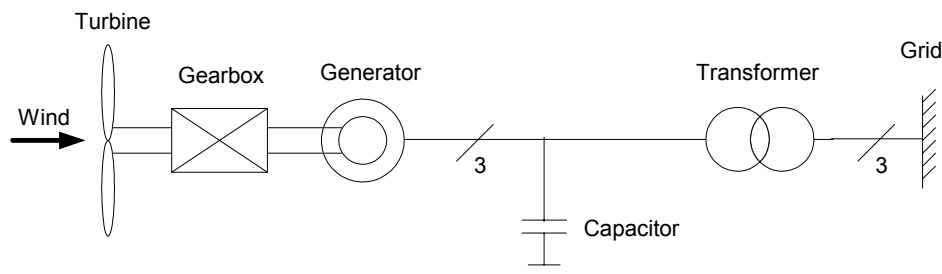 Turbine
Gearbox
Generator
Transformer
Grid
Wind
3
3
Capacitor